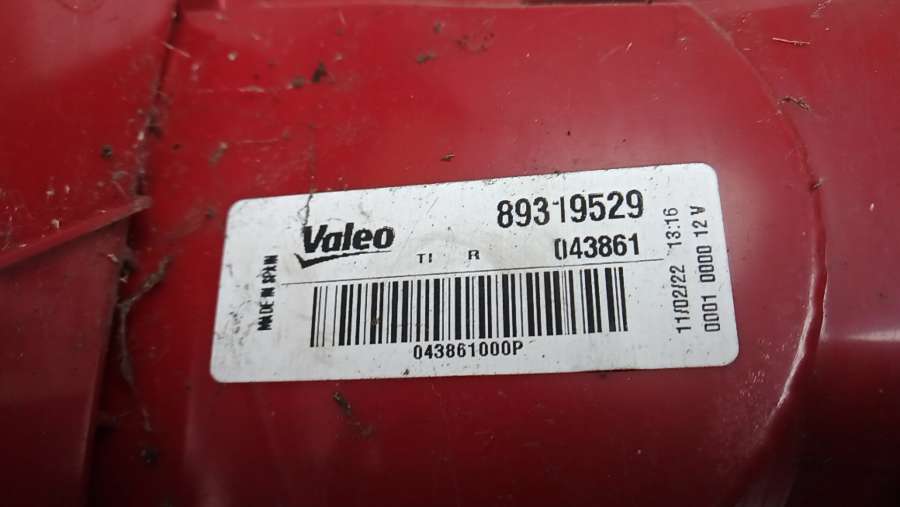 MADE IN SPAIN
Valeo
89319529
TI R 043861
043861000P
11/02/22 13:16
0001 0000 12 V